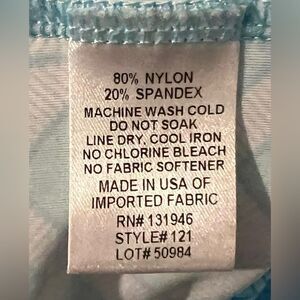 80% NYLON
20% SPANDEX
MACHINE WASH COLD
DO NOT SOAK
LINE DRY, COOL IRON
NO CHLORINE BLEACH
NO FABRIC SOFTENER
MADE IN USA OF
IMPORTED FABRIC
RN# 131946
STYLE# 121
LOT# 50984